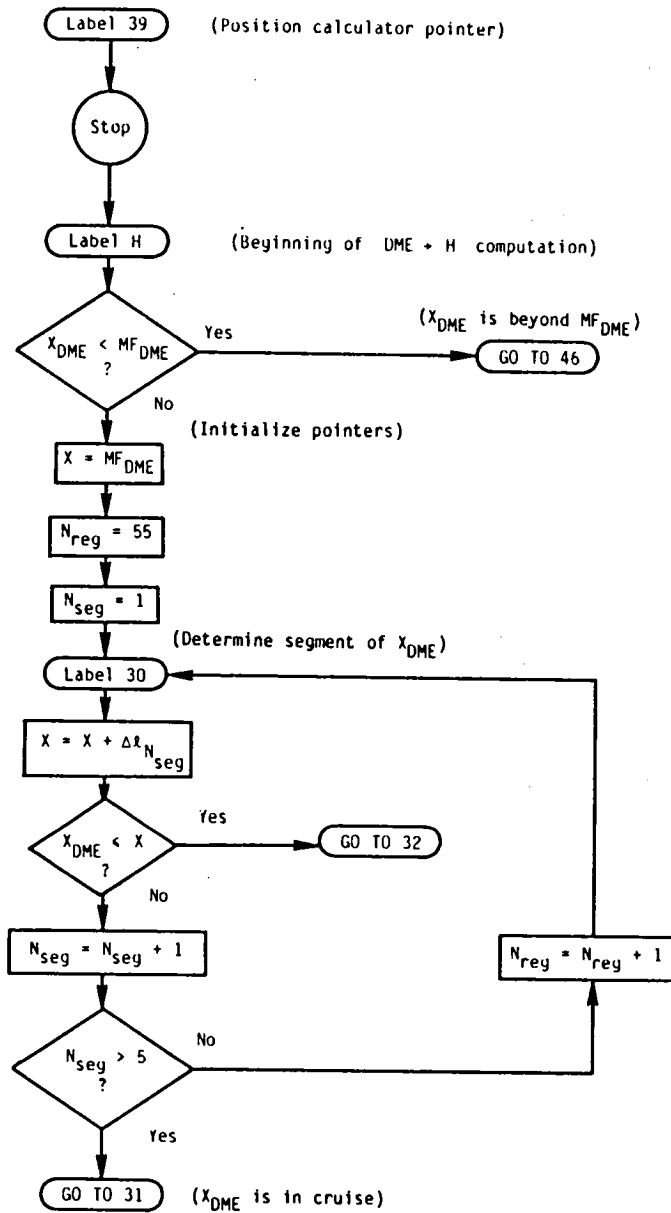 Label 39 (Position calculator pointer)
Stop
Label H (Beginning of DME + H computation)
X_DME < MF_DME ?
Yes
(X_DME is beyond MF_DME)
GO TO 46
No
(Initialize pointers)
X = MF_DME
N_reg = 55
N_seg = 1
(Determine segment of X_DME)
Label 30
X = X + Δℓ_N_seg
X_DME ≤ X ?
Yes
GO TO 32
No
N_seg = N_seg + 1
N_reg = N_reg + 1
N_seg > 5 ?
No
Yes
GO TO 31 (X_DME is in cruise)